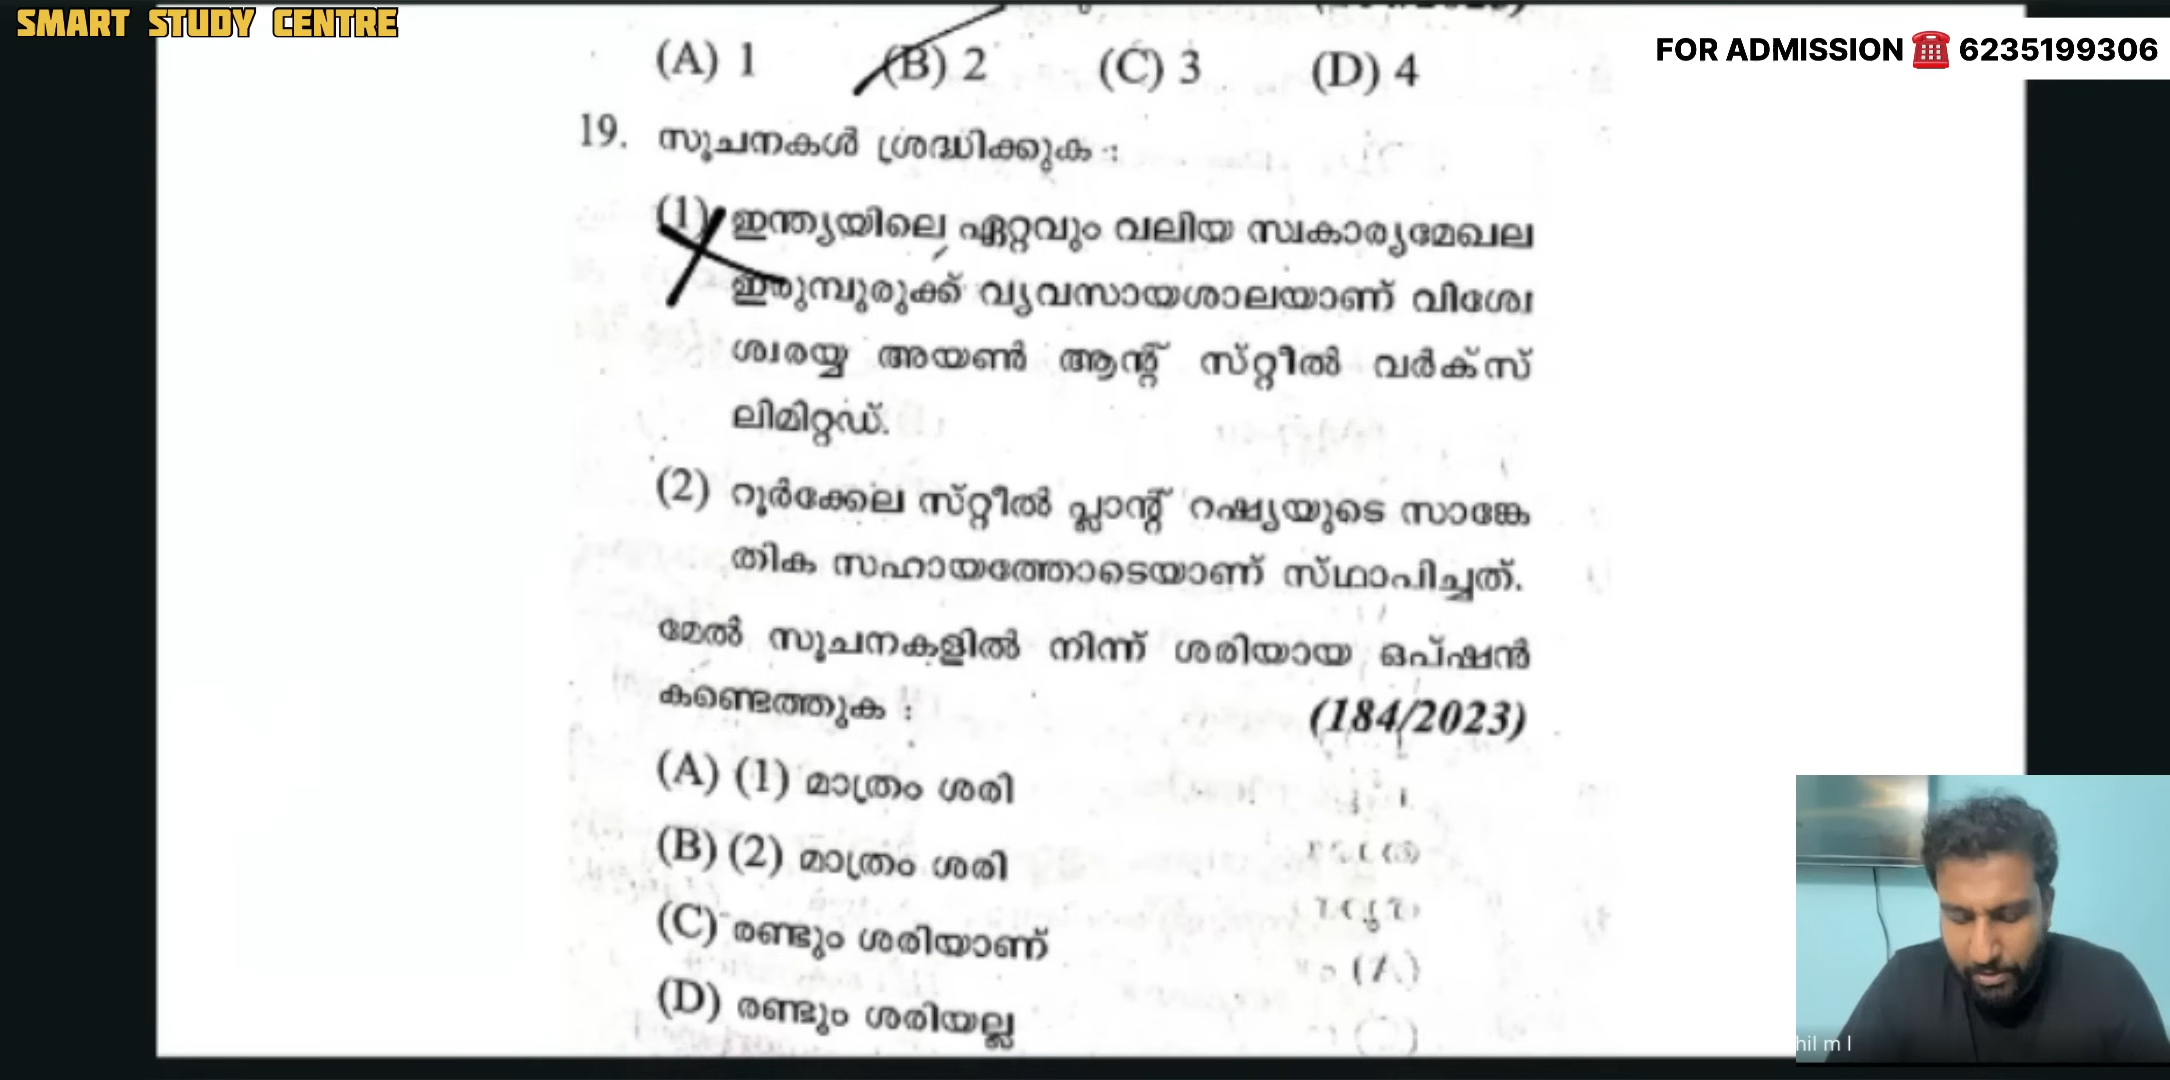 SMART STUDY CENTRE
FOR ADMISSION ☎ 6235199306
(A) 1 (B) 2 (C) 3 (D) 4
19. സൂചനകൾ ശ്രദ്ധിക്കുക :
(1) ഇന്ത്യയിലെ ഏറ്റവും വലിയ സ്വകാര്യമേഖല
ഇരുമ്പുരുക്ക് വ്യവസായശാലയാണ് വിശ്വേ
ശ്വരയ്യ അയൺ ആന്റ് സ്റ്റീൽ വർക്സ്
ലിമിറ്റഡ്.
(2) റൂർക്കേല സ്റ്റീൽ പ്ലാന്റ് റഷ്യയുടെ സാങ്കേ
തിക സഹായത്തോടെയാണ് സ്ഥാപിച്ചത്.
മേൽ സൂചനകളിൽ നിന്ന് ശരിയായ ഒപ്ഷൻ
കണ്ടെത്തുക : (184/2023)
(A) (1) മാത്രം ശരി
(B) (2) മാത്രം ശരി
(C) രണ്ടും ശരിയാണ്
(D) രണ്ടും ശരിയല്ല
hil m l